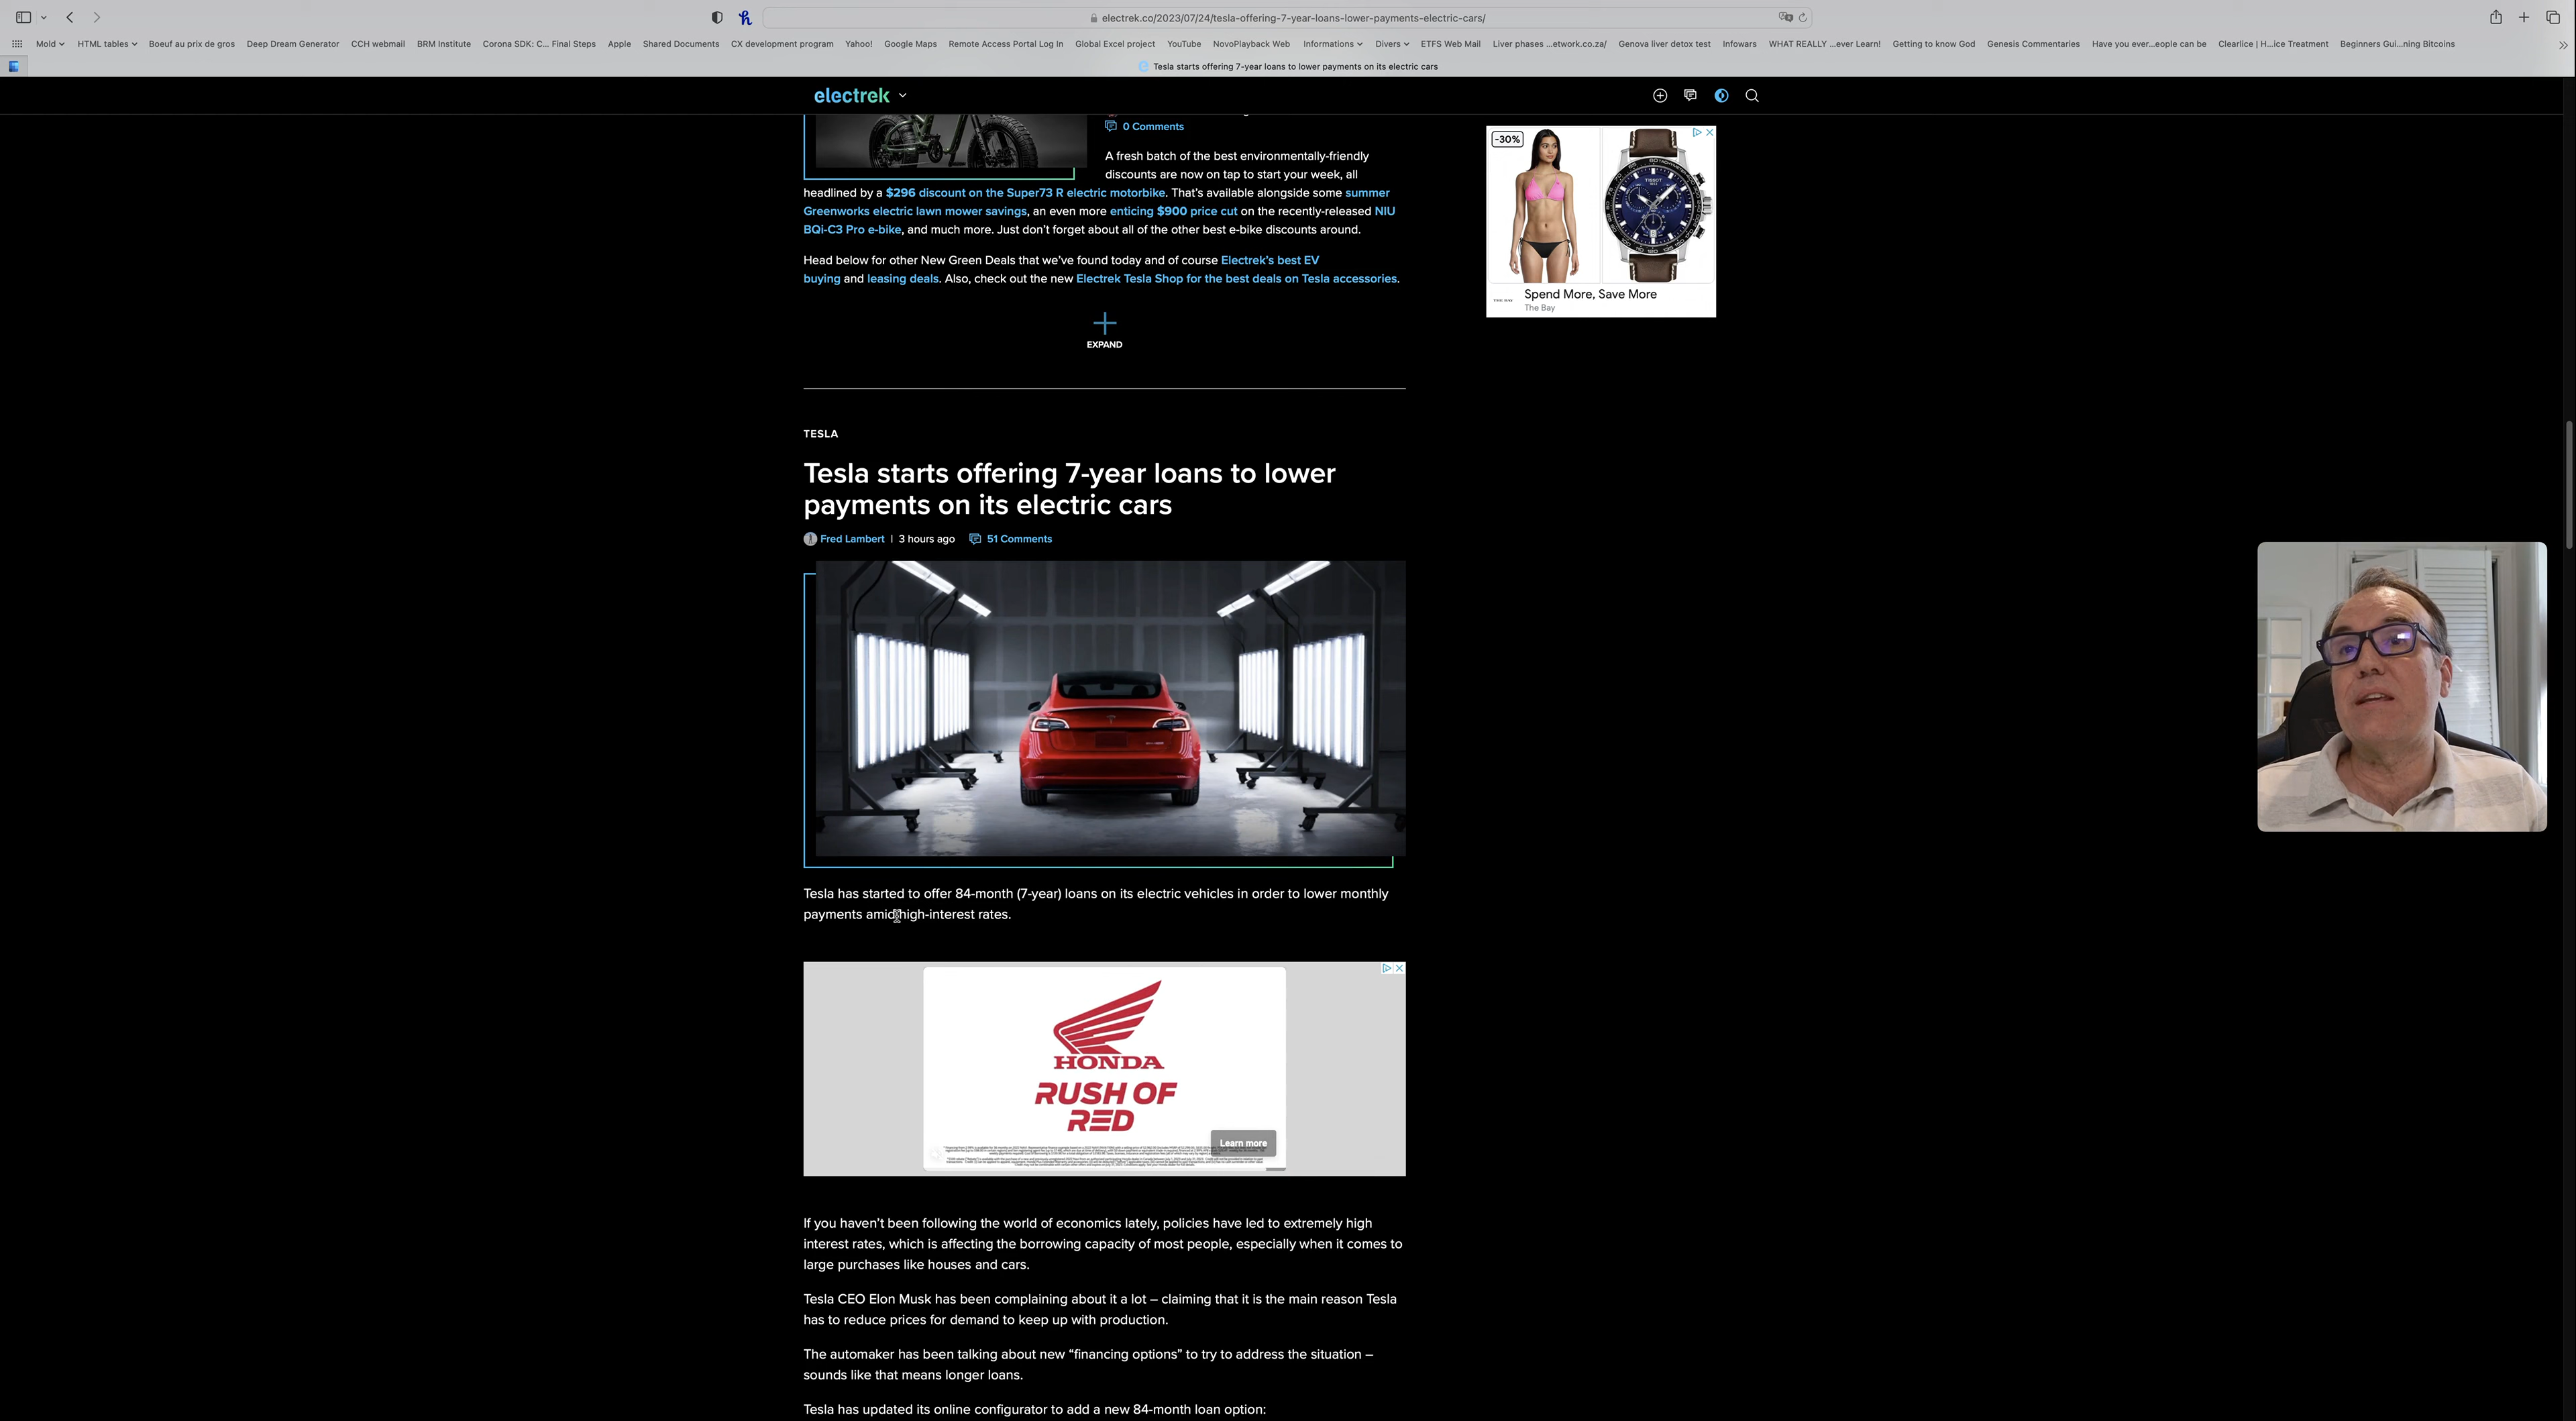 electrek.co/2023/07/24/tesla-offering-7-year-loans-lower-payments-electric-cars/
Mold HTML tables Boeuf au prix de gros Deep Dream Generator CCH webmail BRM Institute Corona SDK: C... Final Steps Apple Shared Documents CX development program Yahoo! Google Maps Remote Access Portal Log In Global Excel project YouTube NovoPlayback Web Informations Divers ETFS Web Mail Liver phases ...etwork.co.za/ Genova liver detox test Infowars WHAT REALLY ...ever Learn! Getting to know God Genesis Commentaries Have you ever...eople can be Clearlice | H...ice Treatment Beginners Gui...ning Bitcoins
Tesla starts offering 7-year loans to lower payments on its electric cars
electrek
0 Comments
A fresh batch of the best environmentally-friendly
discounts are now on tap to start your week, all
headlined by a $296 discount on the Super73 R electric motorbike. That's available alongside some summer
Greenworks electric lawn mower savings, an even more enticing $900 price cut on the recently-released NIU
BQi-C3 Pro e-bike, and much more. Just don't forget about all of the other best e-bike discounts around.
Head below for other New Green Deals that we've found today and of course Electrek's best EV
buying and leasing deals. Also, check out the new Electrek Tesla Shop for the best deals on Tesla accessories.
EXPAND
-30%
TISSOT
THE BAY
Spend More, Save More
The Bay
TESLA
Tesla starts offering 7-year loans to lower
payments on its electric cars
Fred Lambert | 3 hours ago 51 Comments
Tesla has started to offer 84-month (7-year) loans on its electric vehicles in order to lower monthly
payments amid high-interest rates.
HONDA
RUSH OF
RED
Learn more
If you haven't been following the world of economics lately, policies have led to extremely high
interest rates, which is affecting the borrowing capacity of most people, especially when it comes to
large purchases like houses and cars.
Tesla CEO Elon Musk has been complaining about it a lot – claiming that it is the main reason Tesla
has to reduce prices for demand to keep up with production.
The automaker has been talking about new “financing options” to try to address the situation –
sounds like that means longer loans.
Tesla has updated its online configurator to add a new 84-month loan option: